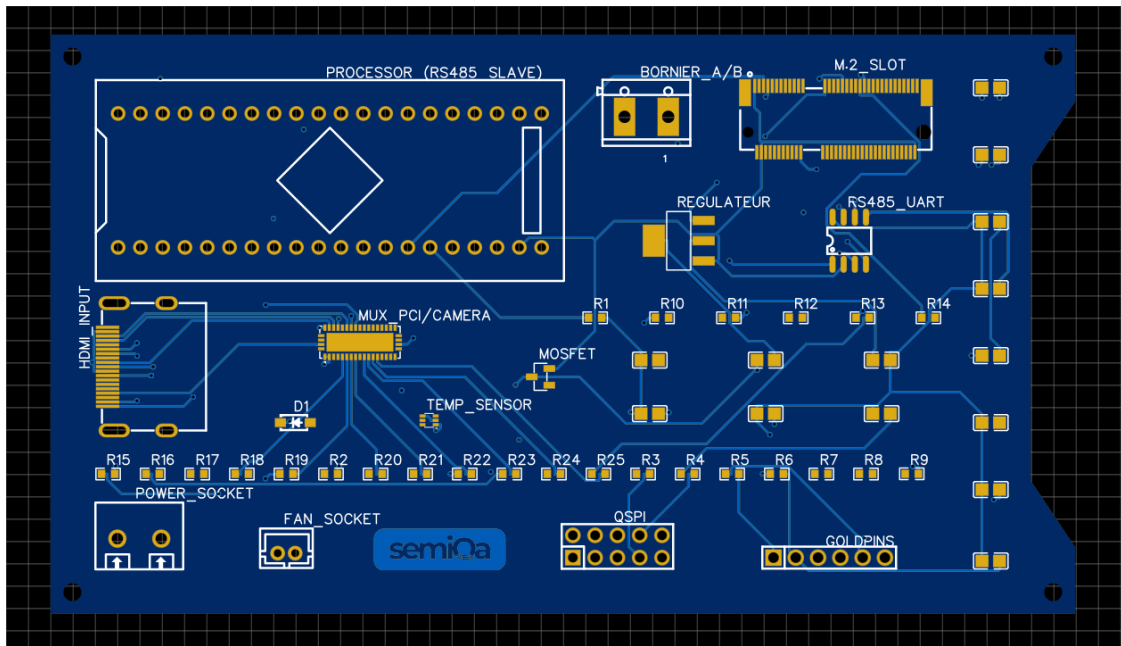 PROCESSOR (RS485 SLAVE)
BORNIER_A/B
M.2_SLOT
1
REGULATEUR
RS485_UART
HDMI_INPUT
MUX_PCI/CAMERA
R1
R10
R11
R12
R13
R14
MOSFET
D1
TEMP_SENSOR
R15
R16
R17
R18
R19
R2
R20
R21
R22
R23
R24
R25
R3
R4
R5
R6
R7
R8
R9
POWER_SOCKET
FAN_SOCKET
semiQa
QSPI
GOLDPINS